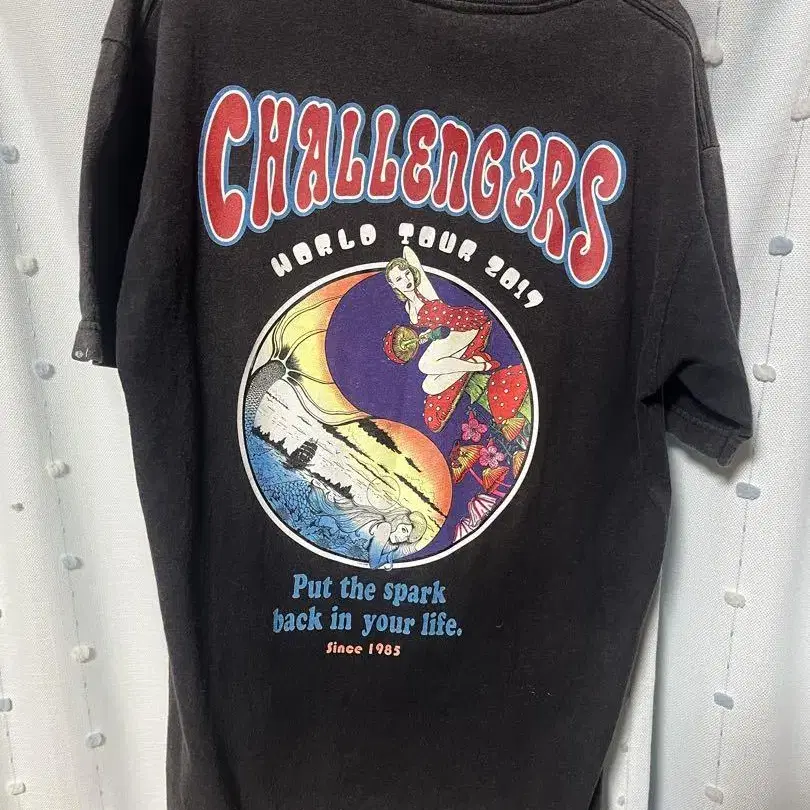 CHALLENGERS
WORLD TOUR 2019
Put the spark
back in your life.
Since 1985